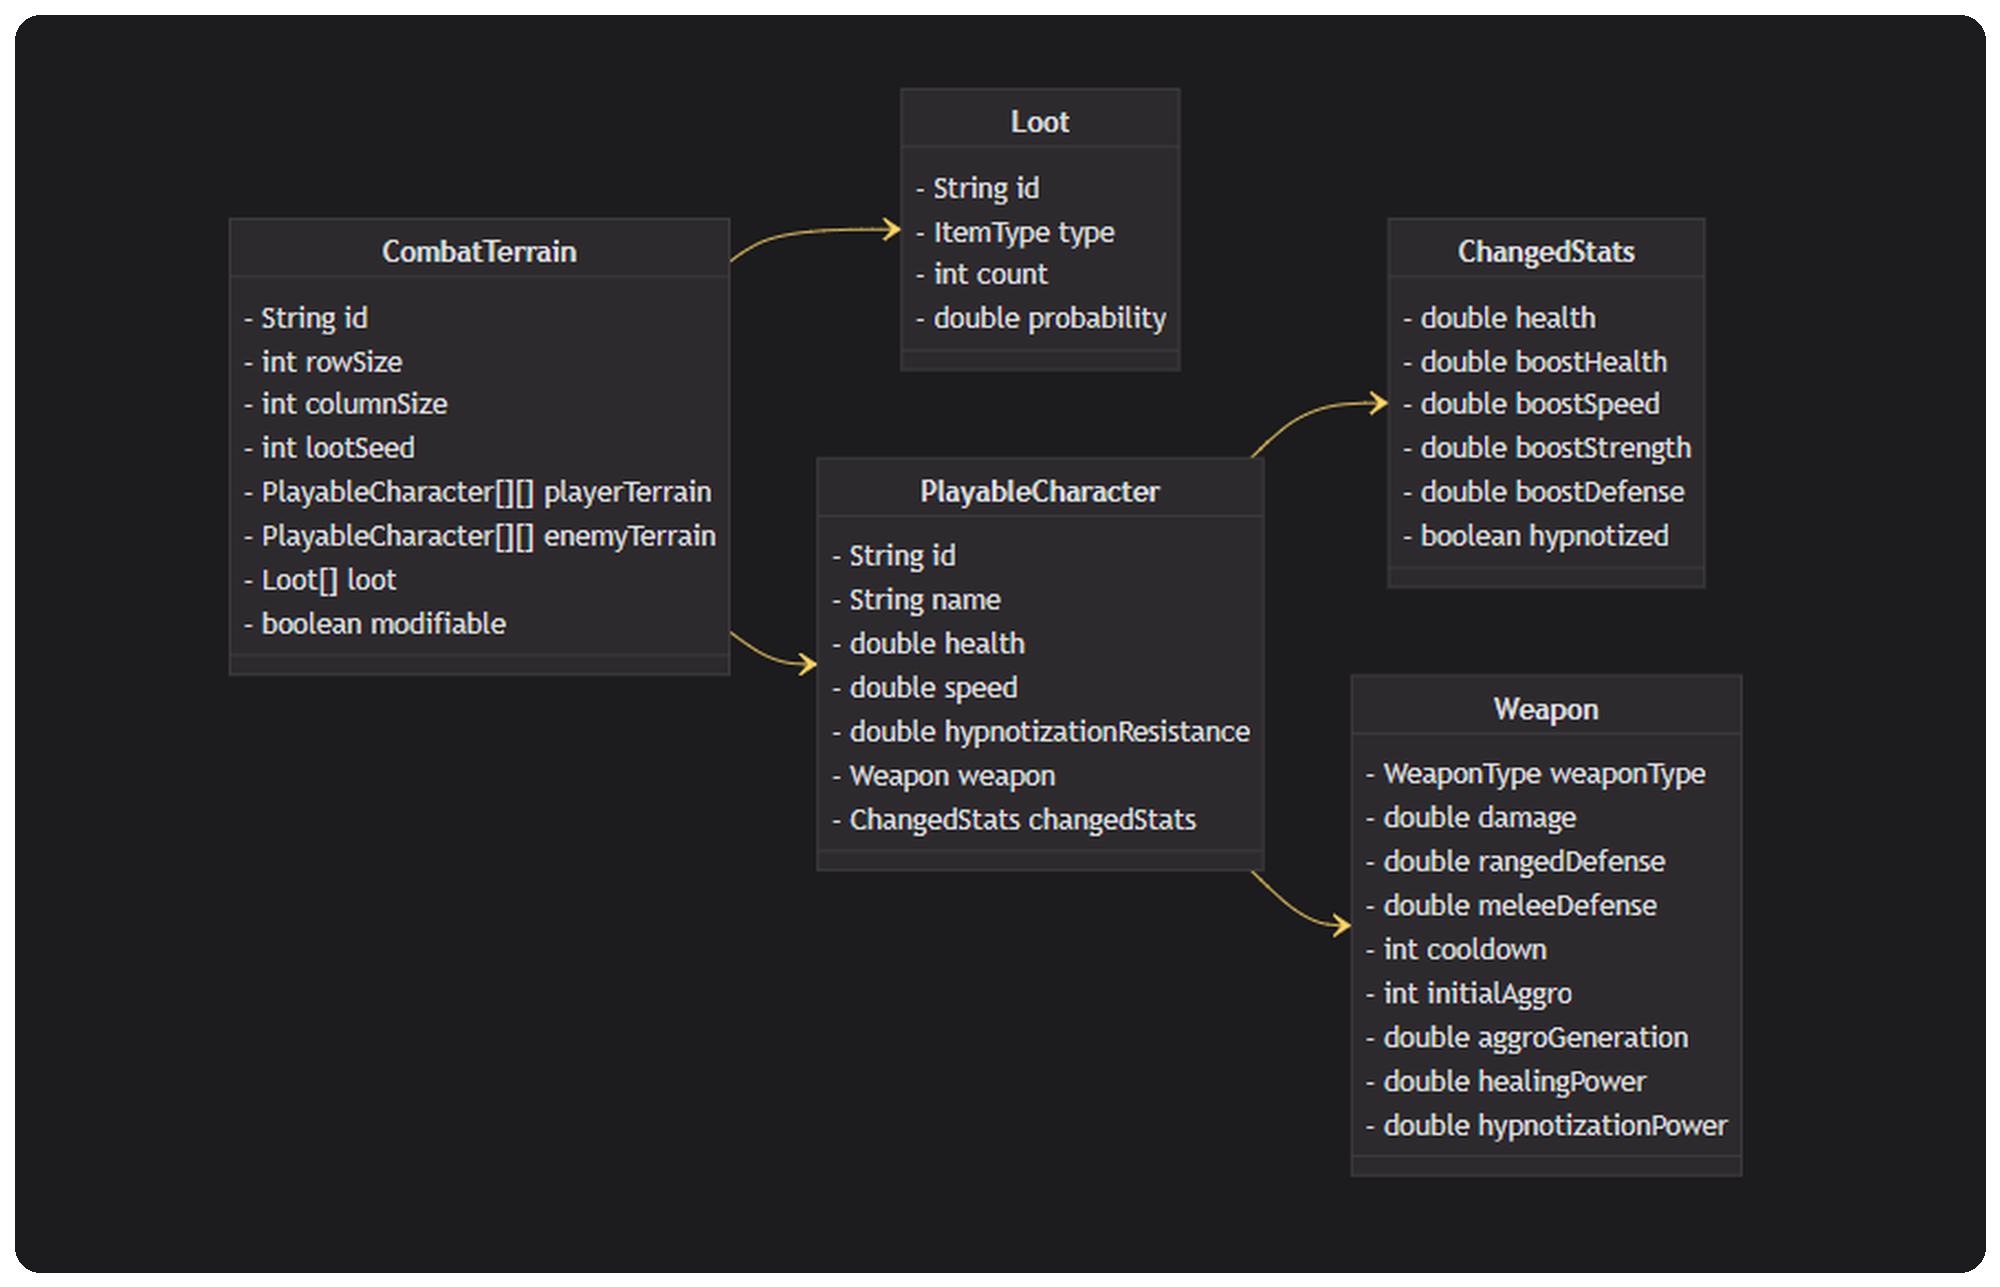 CombatTerrain
- String id
- int rowSize
- int columnSize
- int lootSeed
- PlayableCharacter[][] playerTerrain
- PlayableCharacter[][] enemyTerrain
- Loot[] loot
- boolean modifiable
Loot
- String id
- ItemType type
- int count
- double probability
PlayableCharacter
- String id
- String name
- double health
- double speed
- double hypnotizationResistance
- Weapon weapon
- ChangedStats changedStats
ChangedStats
- double health
- double boostHealth
- double boostSpeed
- double boostStrength
- double boostDefense
- boolean hypnotized
Weapon
- WeaponType weaponType
- double damage
- double rangedDefense
- double meleeDefense
- int cooldown
- int initialAggro
- double aggroGeneration
- double healingPower
- double hypnotizationPower